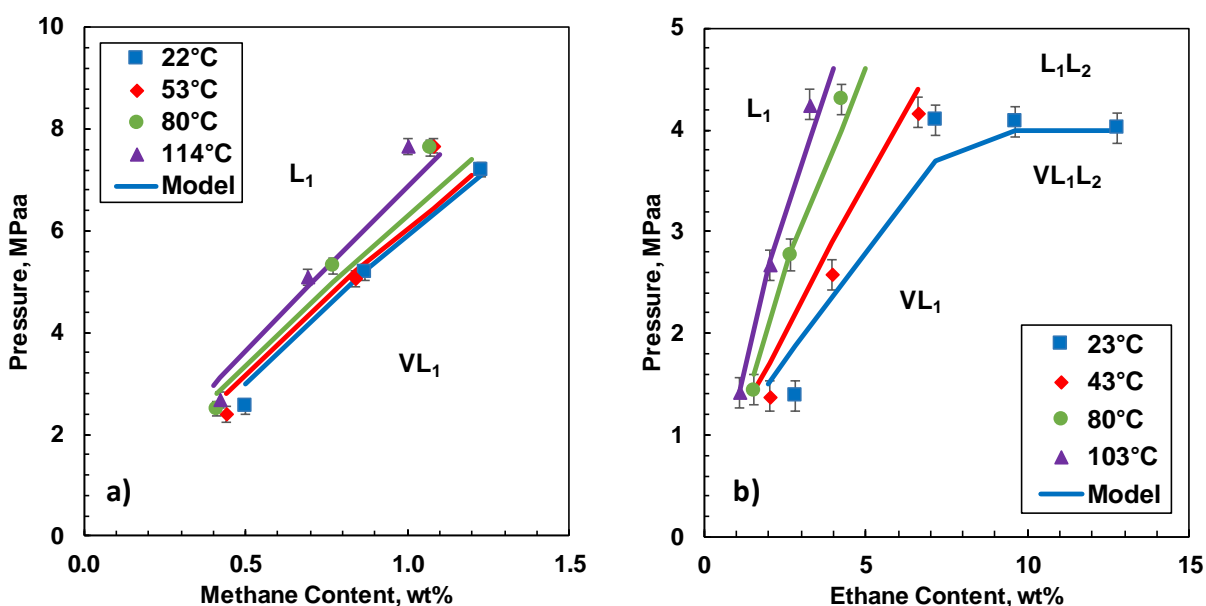 10
8
6
4
2
0
0.0
0.5
1.0
1.5
Pressure, MPaa
Methane Content, wt%
22°C
53°C
80°C
114°C
Model
L₁
VL₁
a)
5
4
3
2
1
0
0
5
10
15
Pressure, MPaa
Ethane Content, wt%
L₁
L₁L₂
VL₁L₂
VL₁
23°C
43°C
80°C
103°C
Model
b)